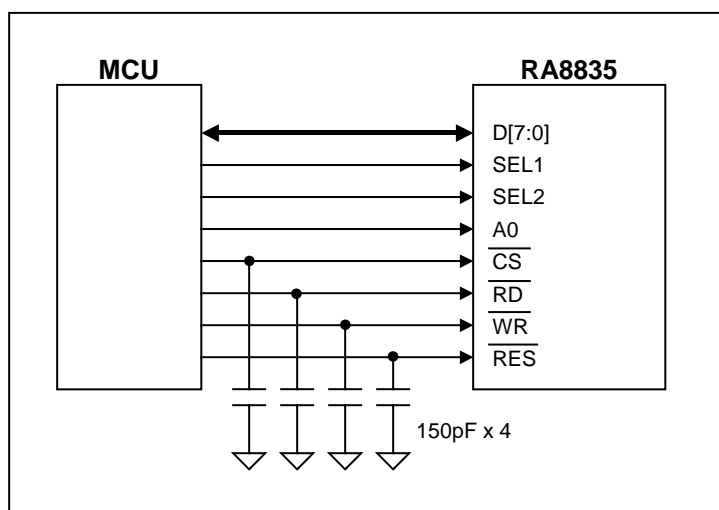 MCU
RA8835
D[7:0]
SEL1
SEL2
A0
CS
RD
WR
RES
150pF x 4